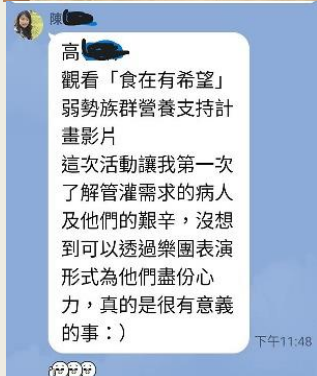 陳
高
觀看「食在有希望」
弱勢族群營養支持計
畫影片
這次活動讓我第一次
了解管灌需求的病人
及他們的艱辛，沒想
到可以透過樂團表演
形式為他們盡份心
力，真的是很有意義
的事：）
下午11:48